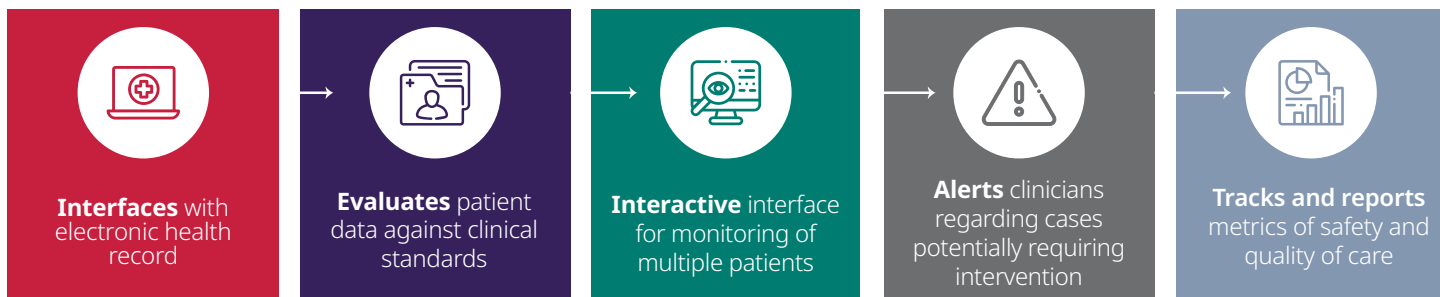 Interfaces with
electronic health
record
Evaluates patient
data against clinical
standards
Interactive interface
for monitoring of
multiple patients
Alerts clinicians
regarding cases
potentially requiring
intervention
Tracks and reports
metrics of safety and
quality of care